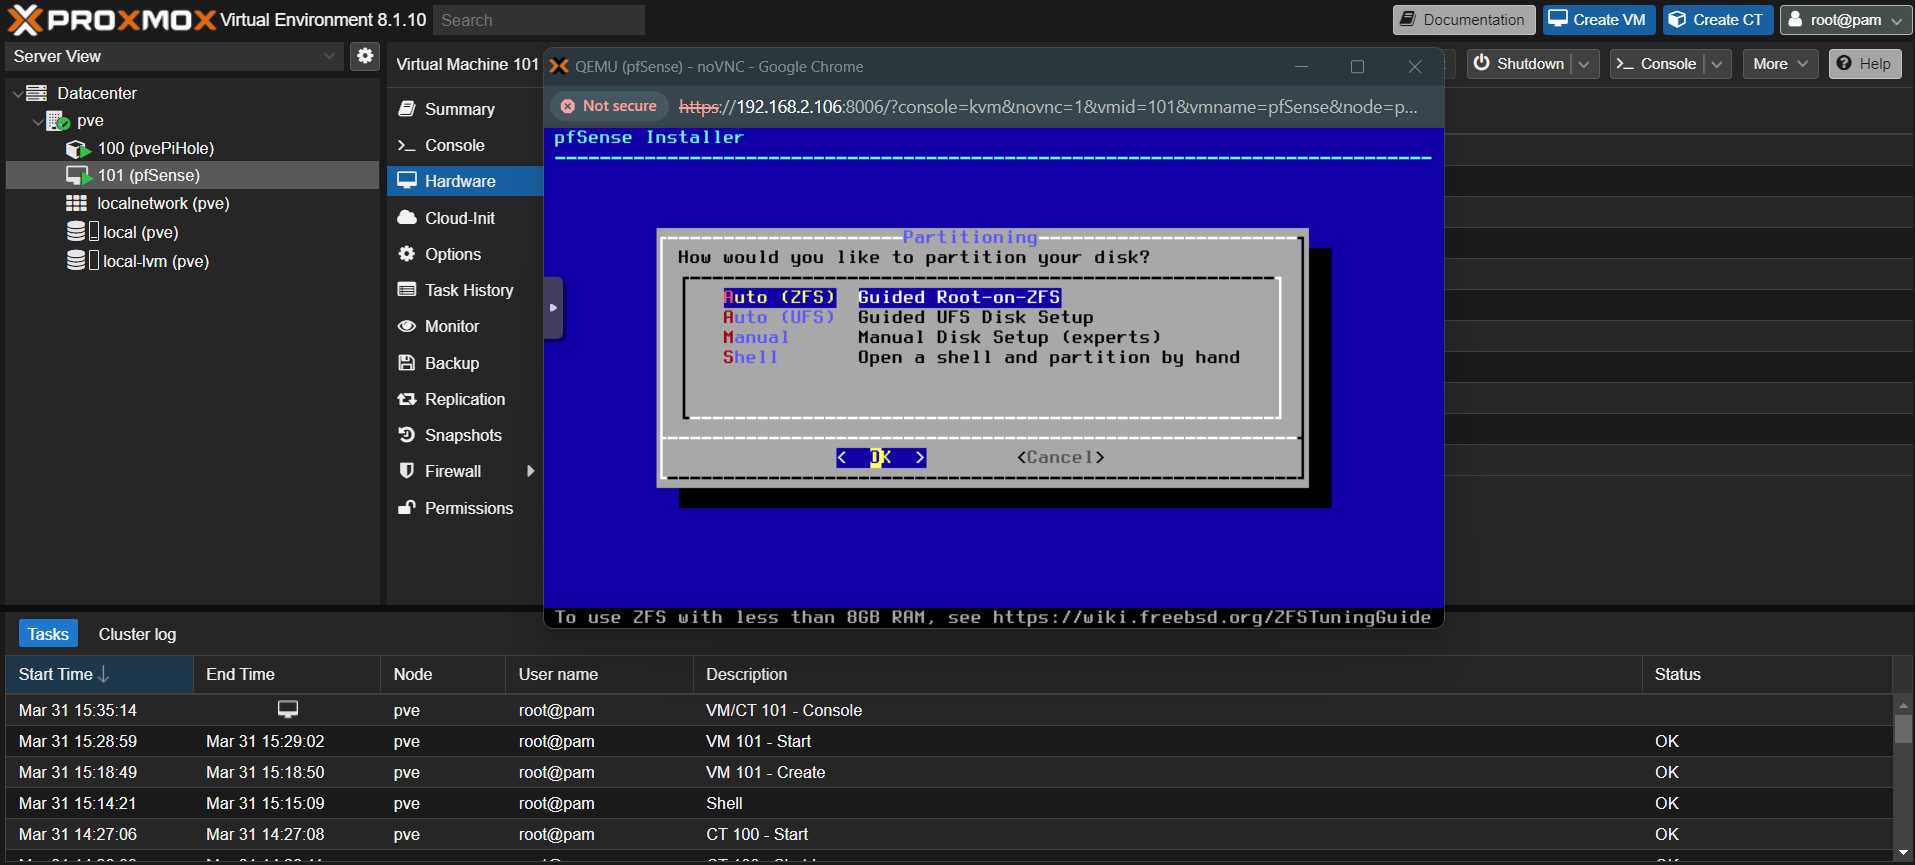 PROXMOX Virtual Environment 8.1.10 Search Documentation Create VM Create CT root@pam
Server View
Datacenter
pve
100 (pvePiHole)
101 (pfSense)
localnetwork (pve)
local (pve)
local-lvm (pve)
Virtual Machine 101
Shutdown Console More Help
Summary
Console
Hardware
Cloud-Init
Options
Task History
Monitor
Backup
Replication
Snapshots
Firewall
Permissions
QEMU (pfSense) - noVNC - Google Chrome
Not secure https://192.168.2.106:8006/?console=kvm&novnc=1&vmid=101&vmname=pfSense&node=p...
pfSense Installer
Partitioning
How would you like to partition your disk?
Auto (ZFS) Guided Root-on-ZFS
Auto (UFS) Guided UFS Disk Setup
Manual Manual Disk Setup (experts)
Shell Open a shell and partition by hand
< OK > <Cancel>
To use ZFS with less than 8GB RAM, see https://wiki.freebsd.org/ZFSTuningGuide
Tasks Cluster log
Start Time End Time Node User name Description Status
Mar 31 15:35:14 pve root@pam VM/CT 101 - Console
Mar 31 15:28:59 Mar 31 15:29:02 pve root@pam VM 101 - Start OK
Mar 31 15:18:49 Mar 31 15:18:50 pve root@pam VM 101 - Create OK
Mar 31 15:14:21 Mar 31 15:15:09 pve root@pam Shell OK
Mar 31 14:27:06 Mar 31 14:27:08 pve root@pam CT 100 - Start OK